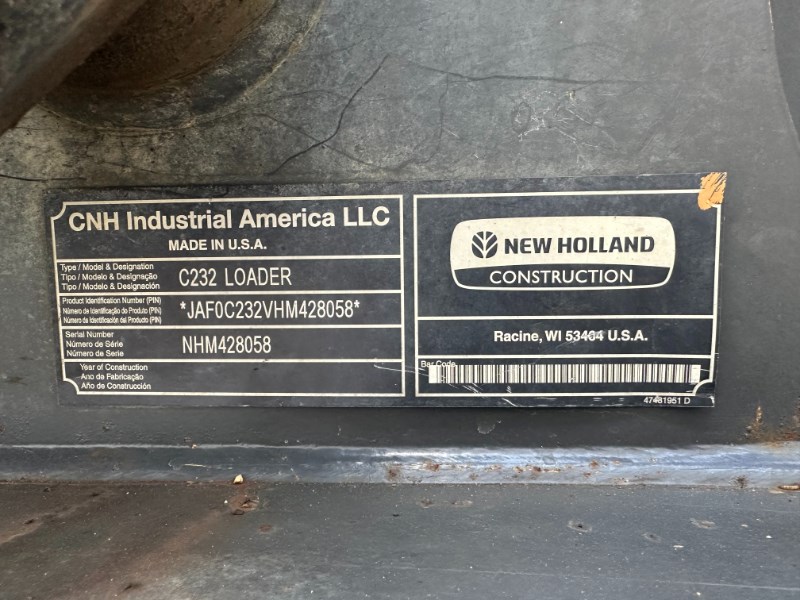 CNH Industrial America LLC
MADE IN U.S.A.
Type / Model & Designation
Tipo / Modelo & Designação
Tipo / Modelo & Designación
C232 LOADER
Product Identification Number (PIN)
Número de Identificação do Produto (PIN)
Número de Identificación del Producto (PIN)
*JAF0C232VHM428058*
Serial Number
Número de Série
Número de Serie
NHM428058
Year of Construction
Ano de Fabricação
Año de Construcción
NEW HOLLAND
CONSTRUCTION
Racine, WI 53404 U.S.A.
Bar Code
47481951 D